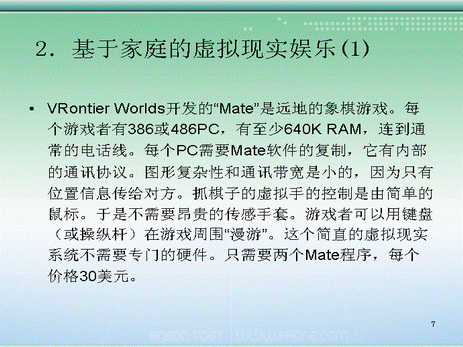 2．基于家庭的虚拟现实娱乐(1)
• VRontier Worlds开发的“Mate”是远地的象棋游戏。每
个游戏者有386或486PC，有至少640K RAM，连到通
常的电话线。每个PC需要Mate软件的复制，它有内部
的通讯协议。图形复杂性和通讯带宽是小的，因为只有
位置信息传给对方。抓棋子的虚拟手的控制是由简单的
鼠标。于是不需要昂贵的传感手套。游戏者可以用键盘
（或操纵杆）在游戏周围“漫游”。这个简直的虚拟现实
系统不需要专门的硬件。只需要两个Mate程序，每个
价格30美元。
7